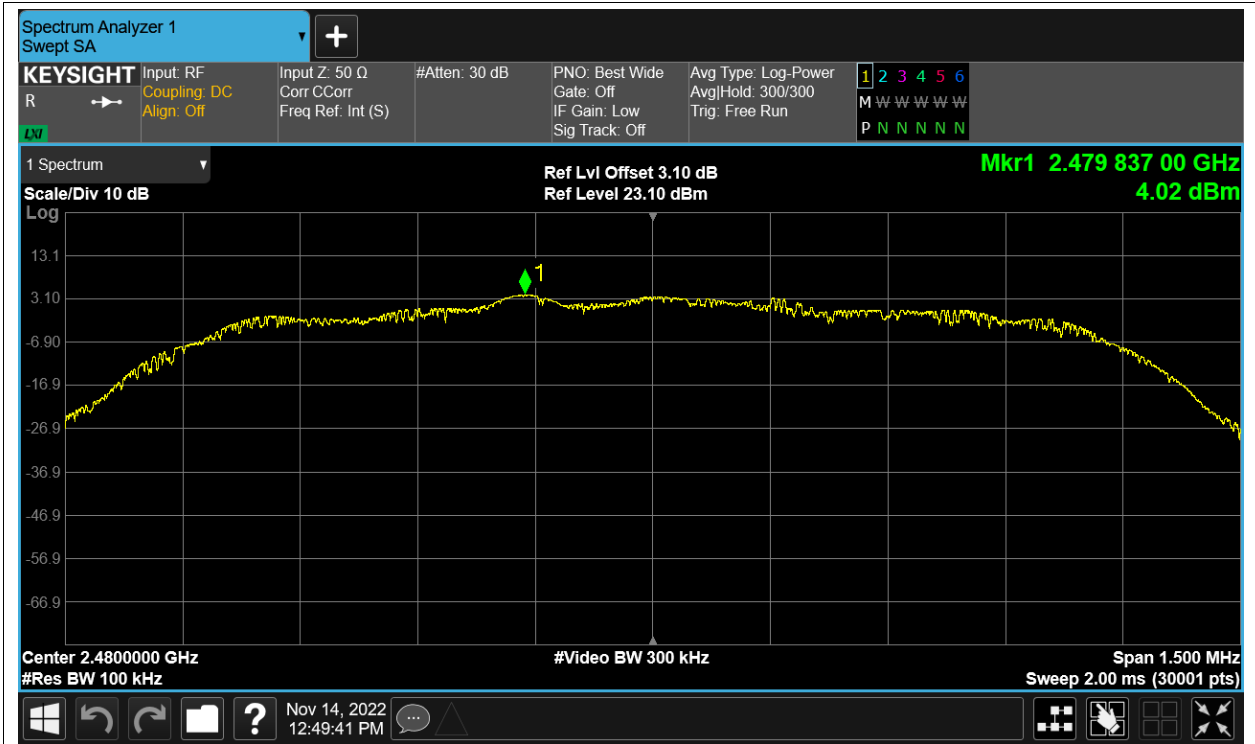 Spectrum Analyzer 1
Swept SA
KEYSIGHT
R
LXI
Input: RF
Coupling: DC
Align: Off
Input Z: 50 Ω
Corr CCorr
Freq Ref: Int (S)
#Atten: 30 dB
PNO: Best Wide
Gate: Off
IF Gain: Low
Sig Track: Off
Avg Type: Log-Power
Avg|Hold: 300/300
Trig: Free Run
1 2 3 4 5 6
M W W W W W
P N N N N N
1 Spectrum
Scale/Div 10 dB
Log
Ref Lvl Offset 3.10 dB
Ref Level 23.10 dBm
Mkr1 2.479 837 00 GHz
4.02 dBm
1
13.1
3.10
-6.90
-16.9
-26.9
-36.9
-46.9
-56.9
-66.9
Center 2.4800000 GHz
#Res BW 100 kHz
#Video BW 300 kHz
Span 1.500 MHz
Sweep 2.00 ms (30001 pts)
?
Nov 14, 2022
12:49:41 PM